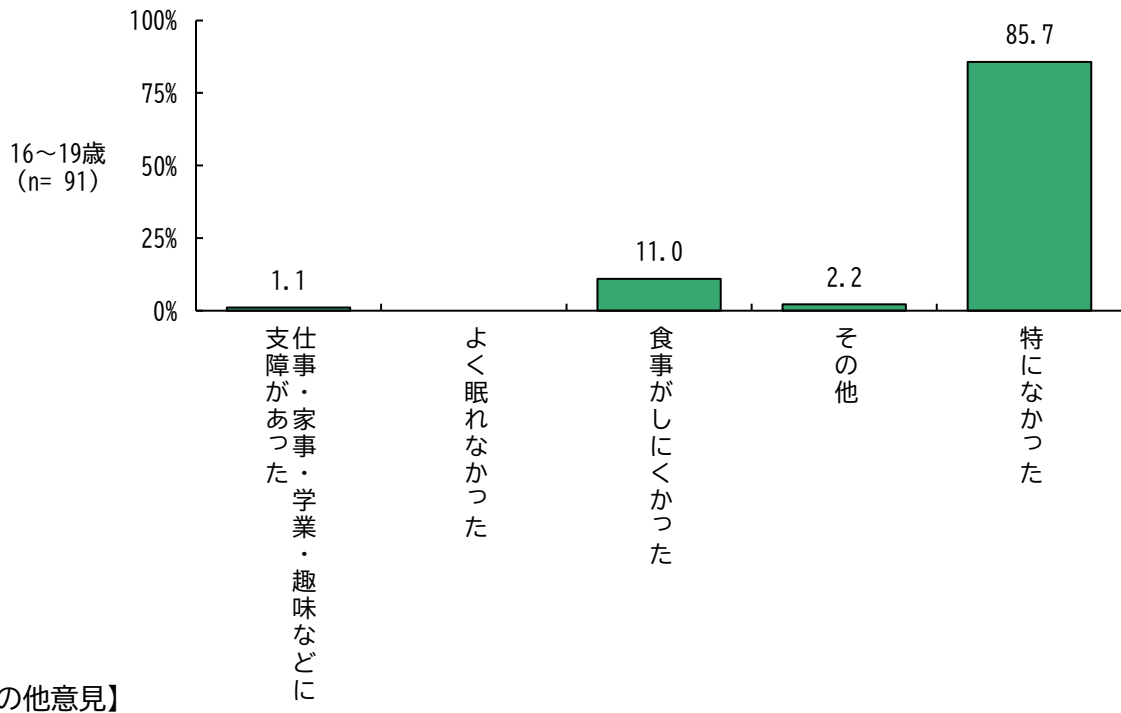 100%
75%
50%
25%
0%
16～19歳
(n= 91)
1.1
11.0
2.2
85.7
仕事・家事・学業・趣味などに
支障があった
よく眠れなかった
食事がしにくかった
その他
特になかった
の他意見】